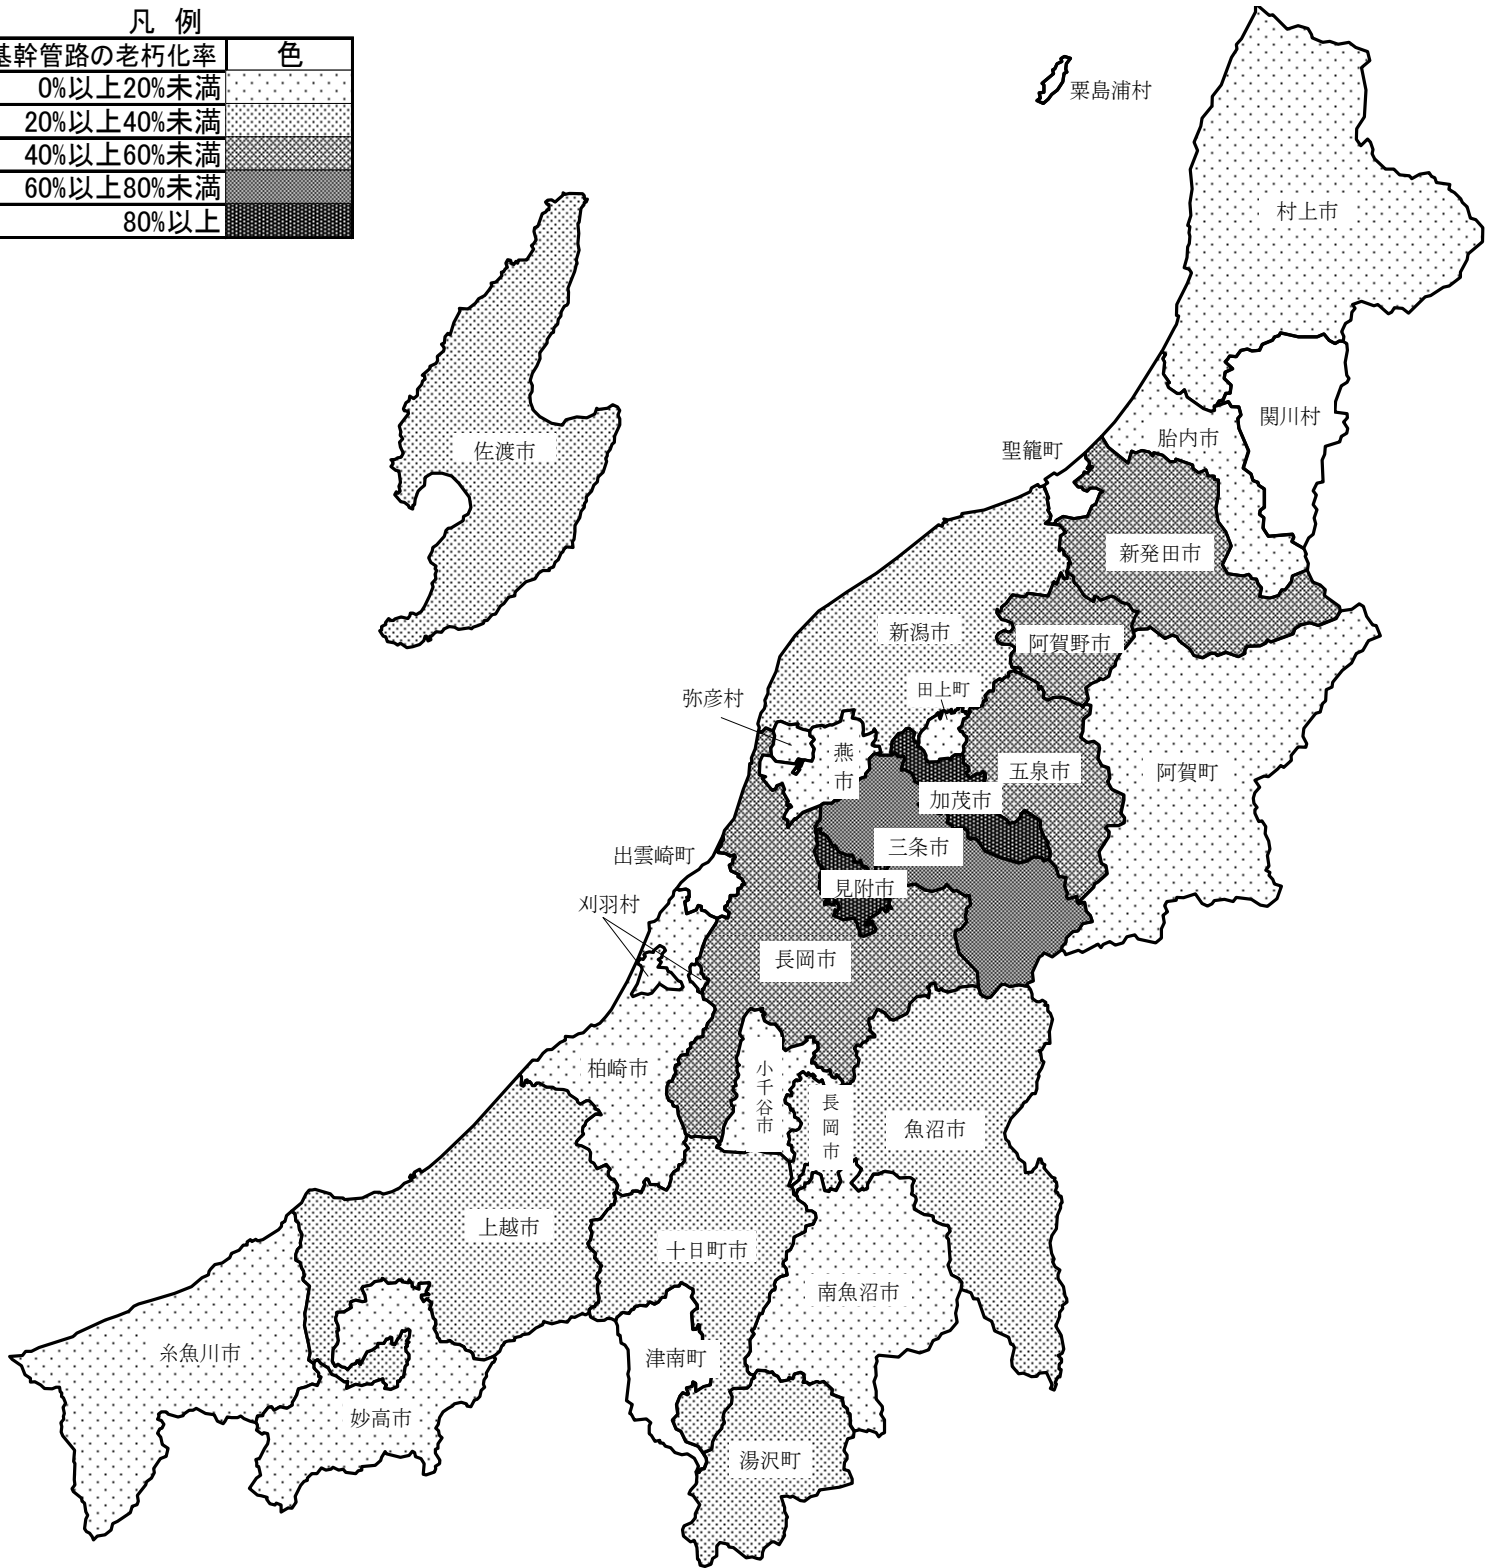 凡 例
基幹管路の老朽化率 色
0%以上20%未満
20%以上40%未満
40%以上60%未満
60%以上80%未満
80%以上
粟島浦村
村上市
関川村
胎内市
聖籠町
佐渡市
新発田市
新潟市
阿賀野市
田上町
弥彦村
燕市
五泉市
阿賀町
加茂市
三条市
出雲崎町
見附市
刈羽村
長岡市
柏崎市
小千谷市
長岡市
魚沼市
上越市
十日町市
南魚沼市
糸魚川市
津南町
妙高市
湯沢町